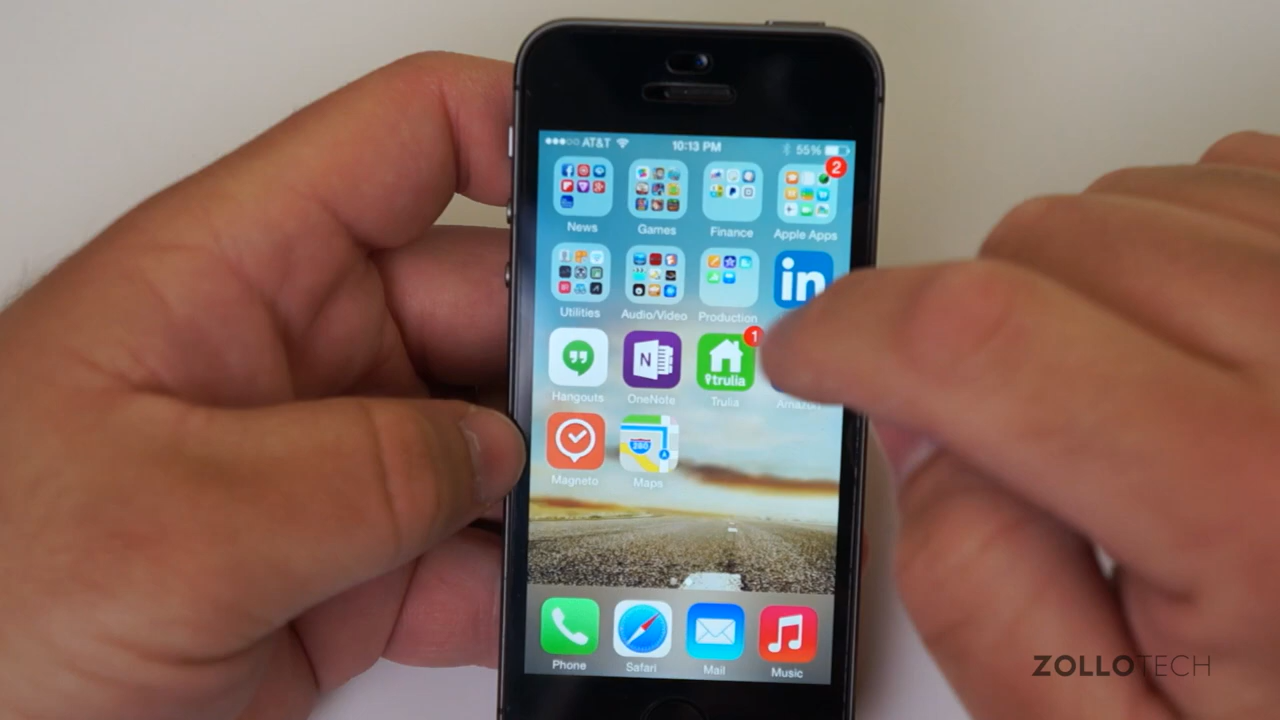 AT&T 10:13 PM 55%
2
News Games Finance Apple Apps
in
Utilities Audio/Video Production
1
N
trulia
Hangouts OneNote Trulia Amazon
280
Magneto Maps
Phone Safari Mail Music
ZOLLOTECH